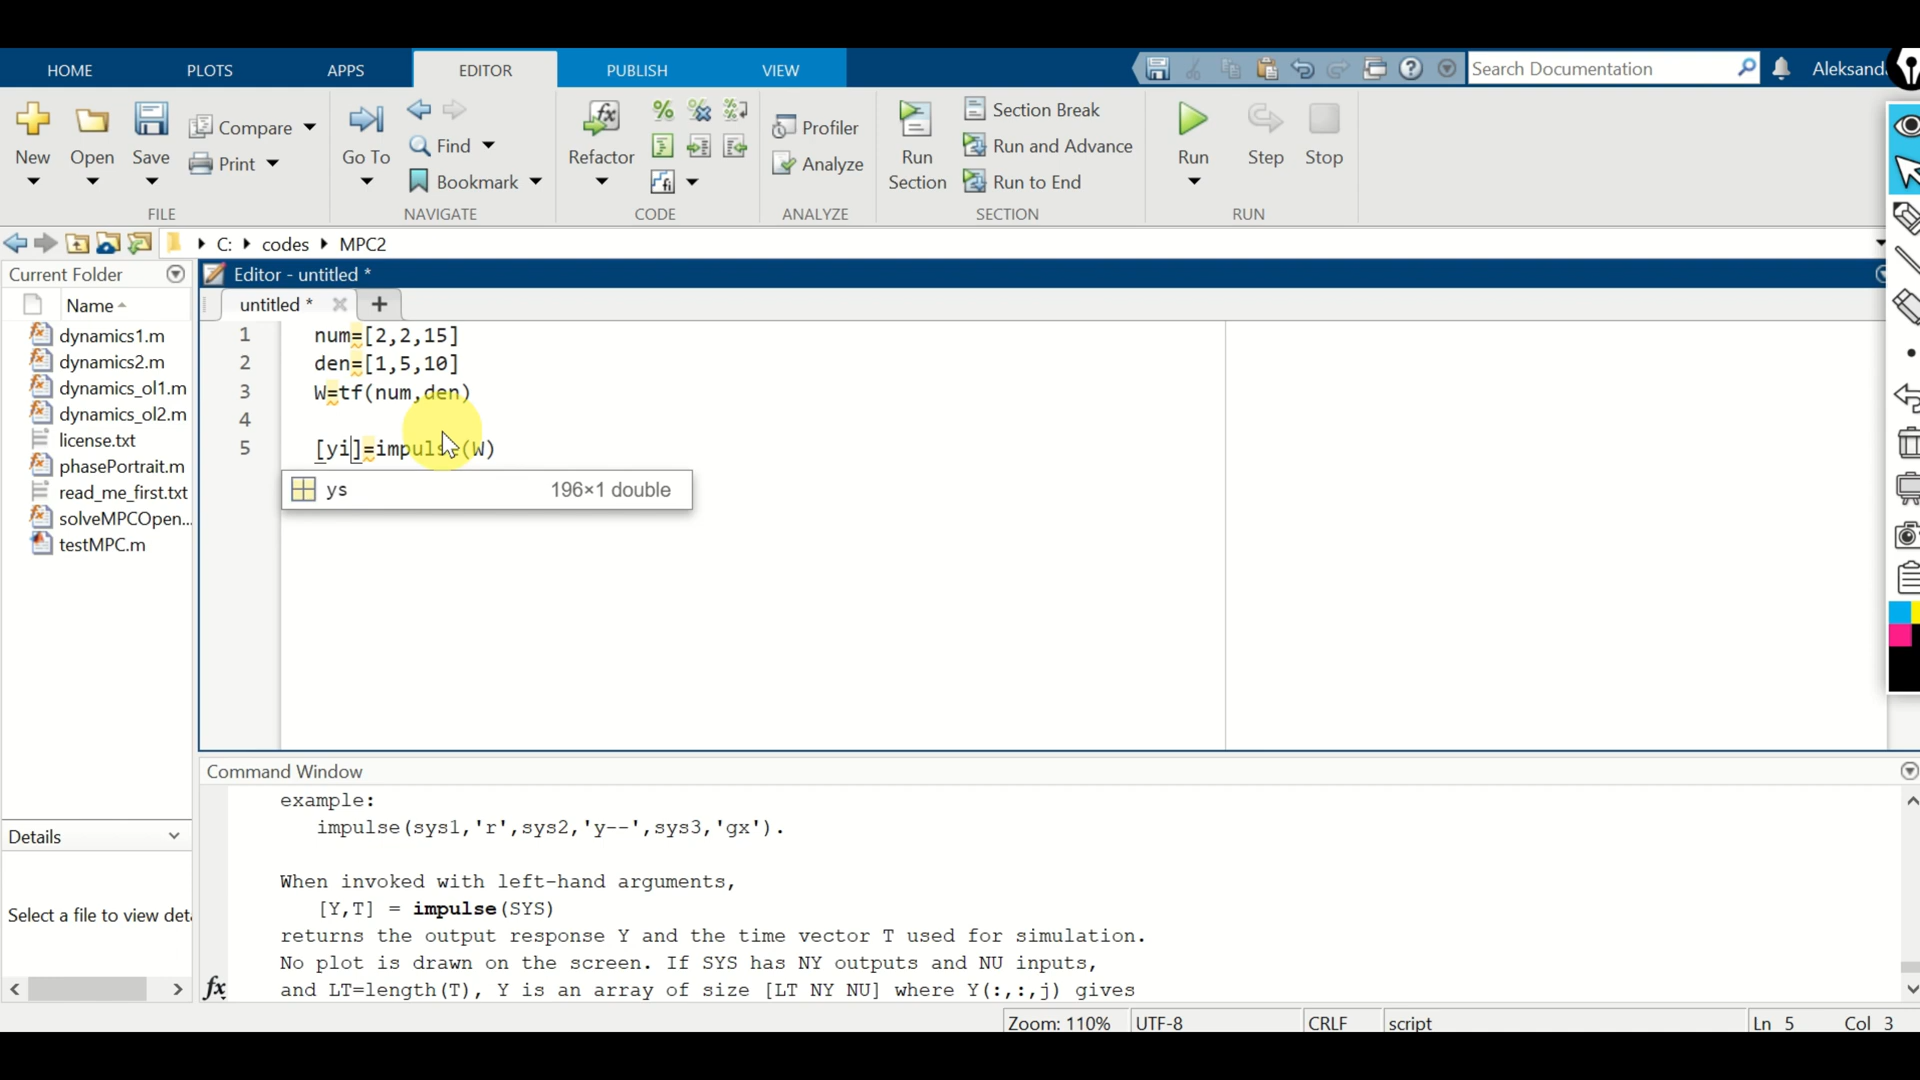 HOME PLOTS APPS EDITOR PUBLISH VIEW Search Documentation
New Open Save Compare Print FILE
Go To Find Bookmark NAVIGATE
Refactor CODE
Profiler Analyze ANALYZE
Run Section Section Break Run and Advance Run to End SECTION
Run Step Stop RUN
C: codes MPC2
Current Folder
Name
dynamics1.m
dynamics2.m
dynamics_ol1.m
dynamics_ol2.m
license.txt
phasePortrait.m
read_me_first.txt
solveMPCOpen...
testMPC.m
Details
Select a file to view
Editor - untitled *
untitled *
1 num=[2,2,15]
2 den=[1,5,10]
3 W=tf(num,den)
4
5 [yi]=impulse(W)
ys 196×1 double
Command Window
example:
impulse(sys1,'r',sys2,'y--',sys3,'gx').
When invoked with left-hand arguments,
[Y,T] = impulse(SYS)
returns the output response Y and the time vector T used for simulation.
No plot is drawn on the screen. If SYS has NY outputs and NU inputs,
and LT=length(T), Y is an array of size [LT NY NU] where Y(:,:,j) gives
fx
Zoom: 110% UTF-8 CRLF script Ln 5 Col 3